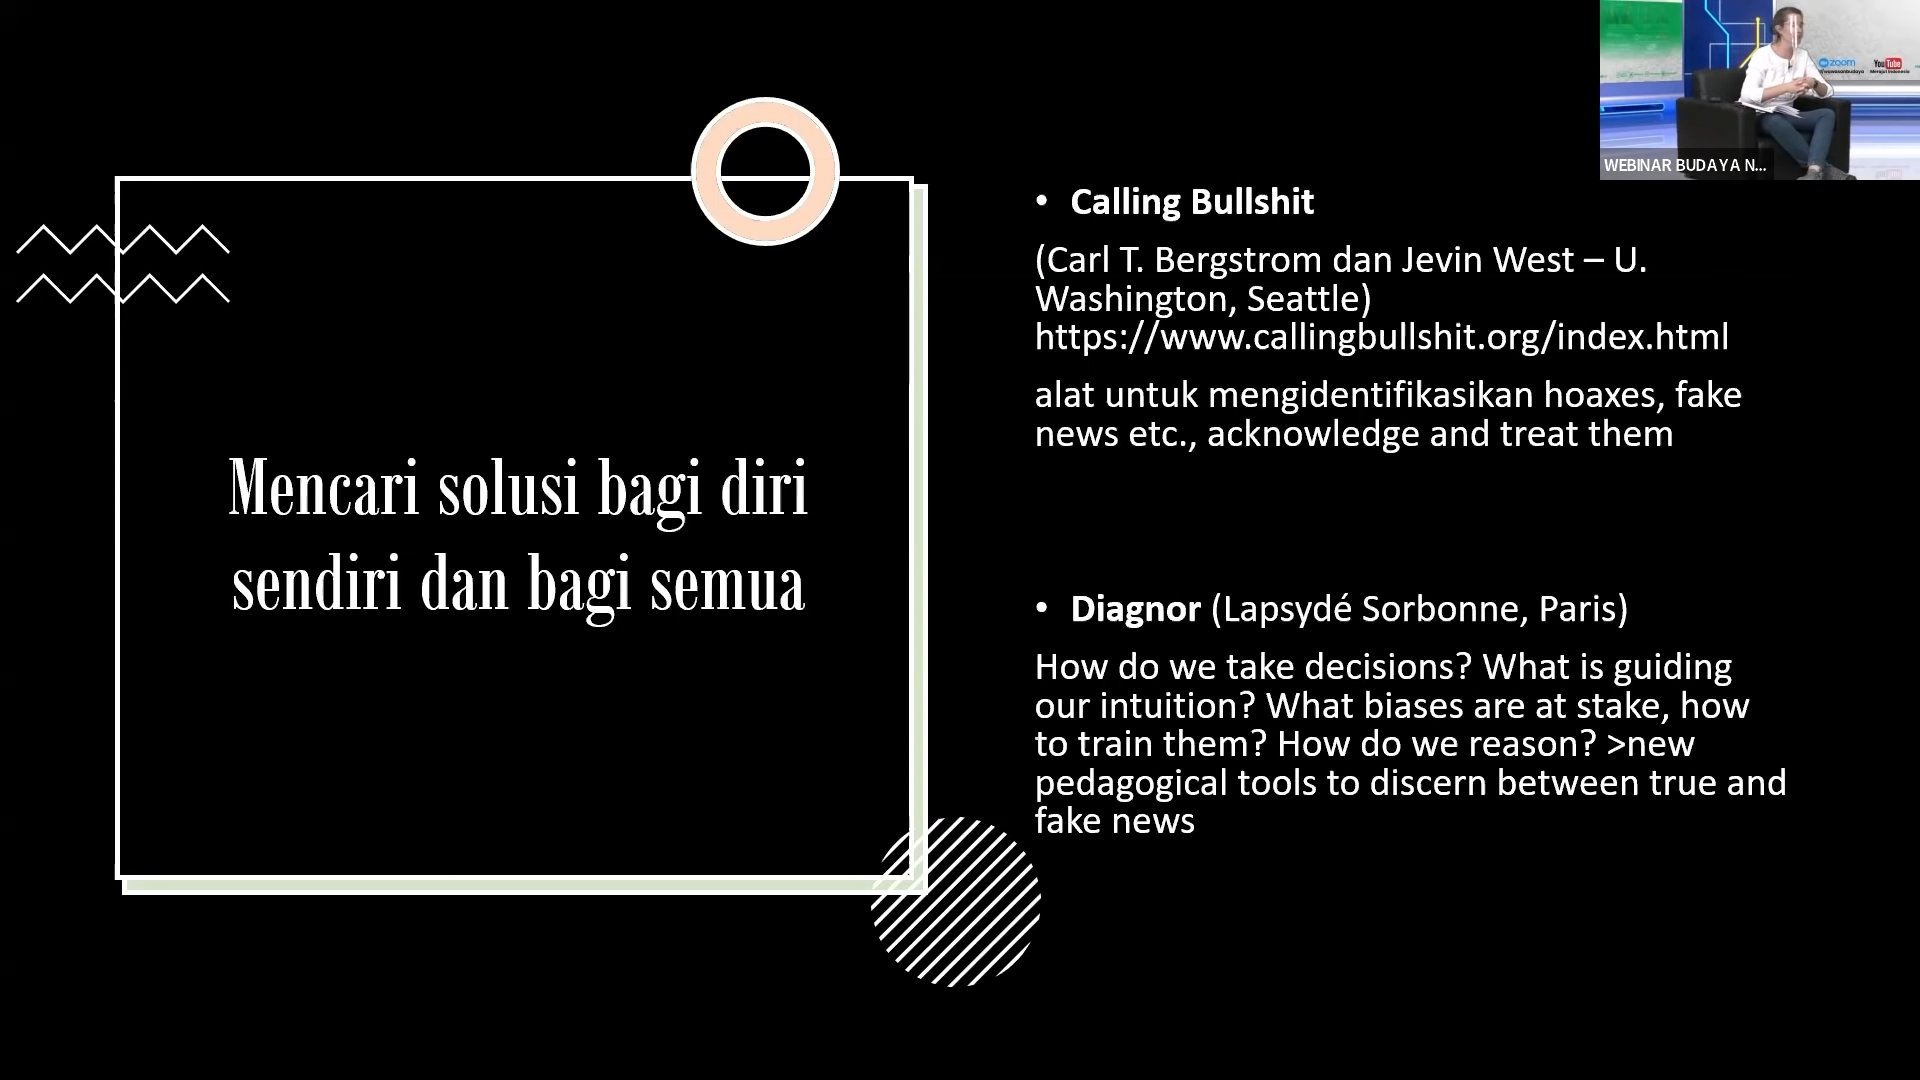 Mencari solusi bagi diri
sendiri dan bagi semua
• Calling Bullshit
(Carl T. Bergstrom dan Jevin West – U.
Washington, Seattle)
https://www.callingbullshit.org/index.html
alat untuk mengidentifikasikan hoaxes, fake
news etc., acknowledge and treat them
• Diagnor (Lapsydé Sorbonne, Paris)
How do we take decisions? What is guiding
our intuition? What biases are at stake, how
to train them? How do we reason? >new
pedagogical tools to discern between true and
fake news
zoom
YouTube
WEBINAR BUDAYA N...